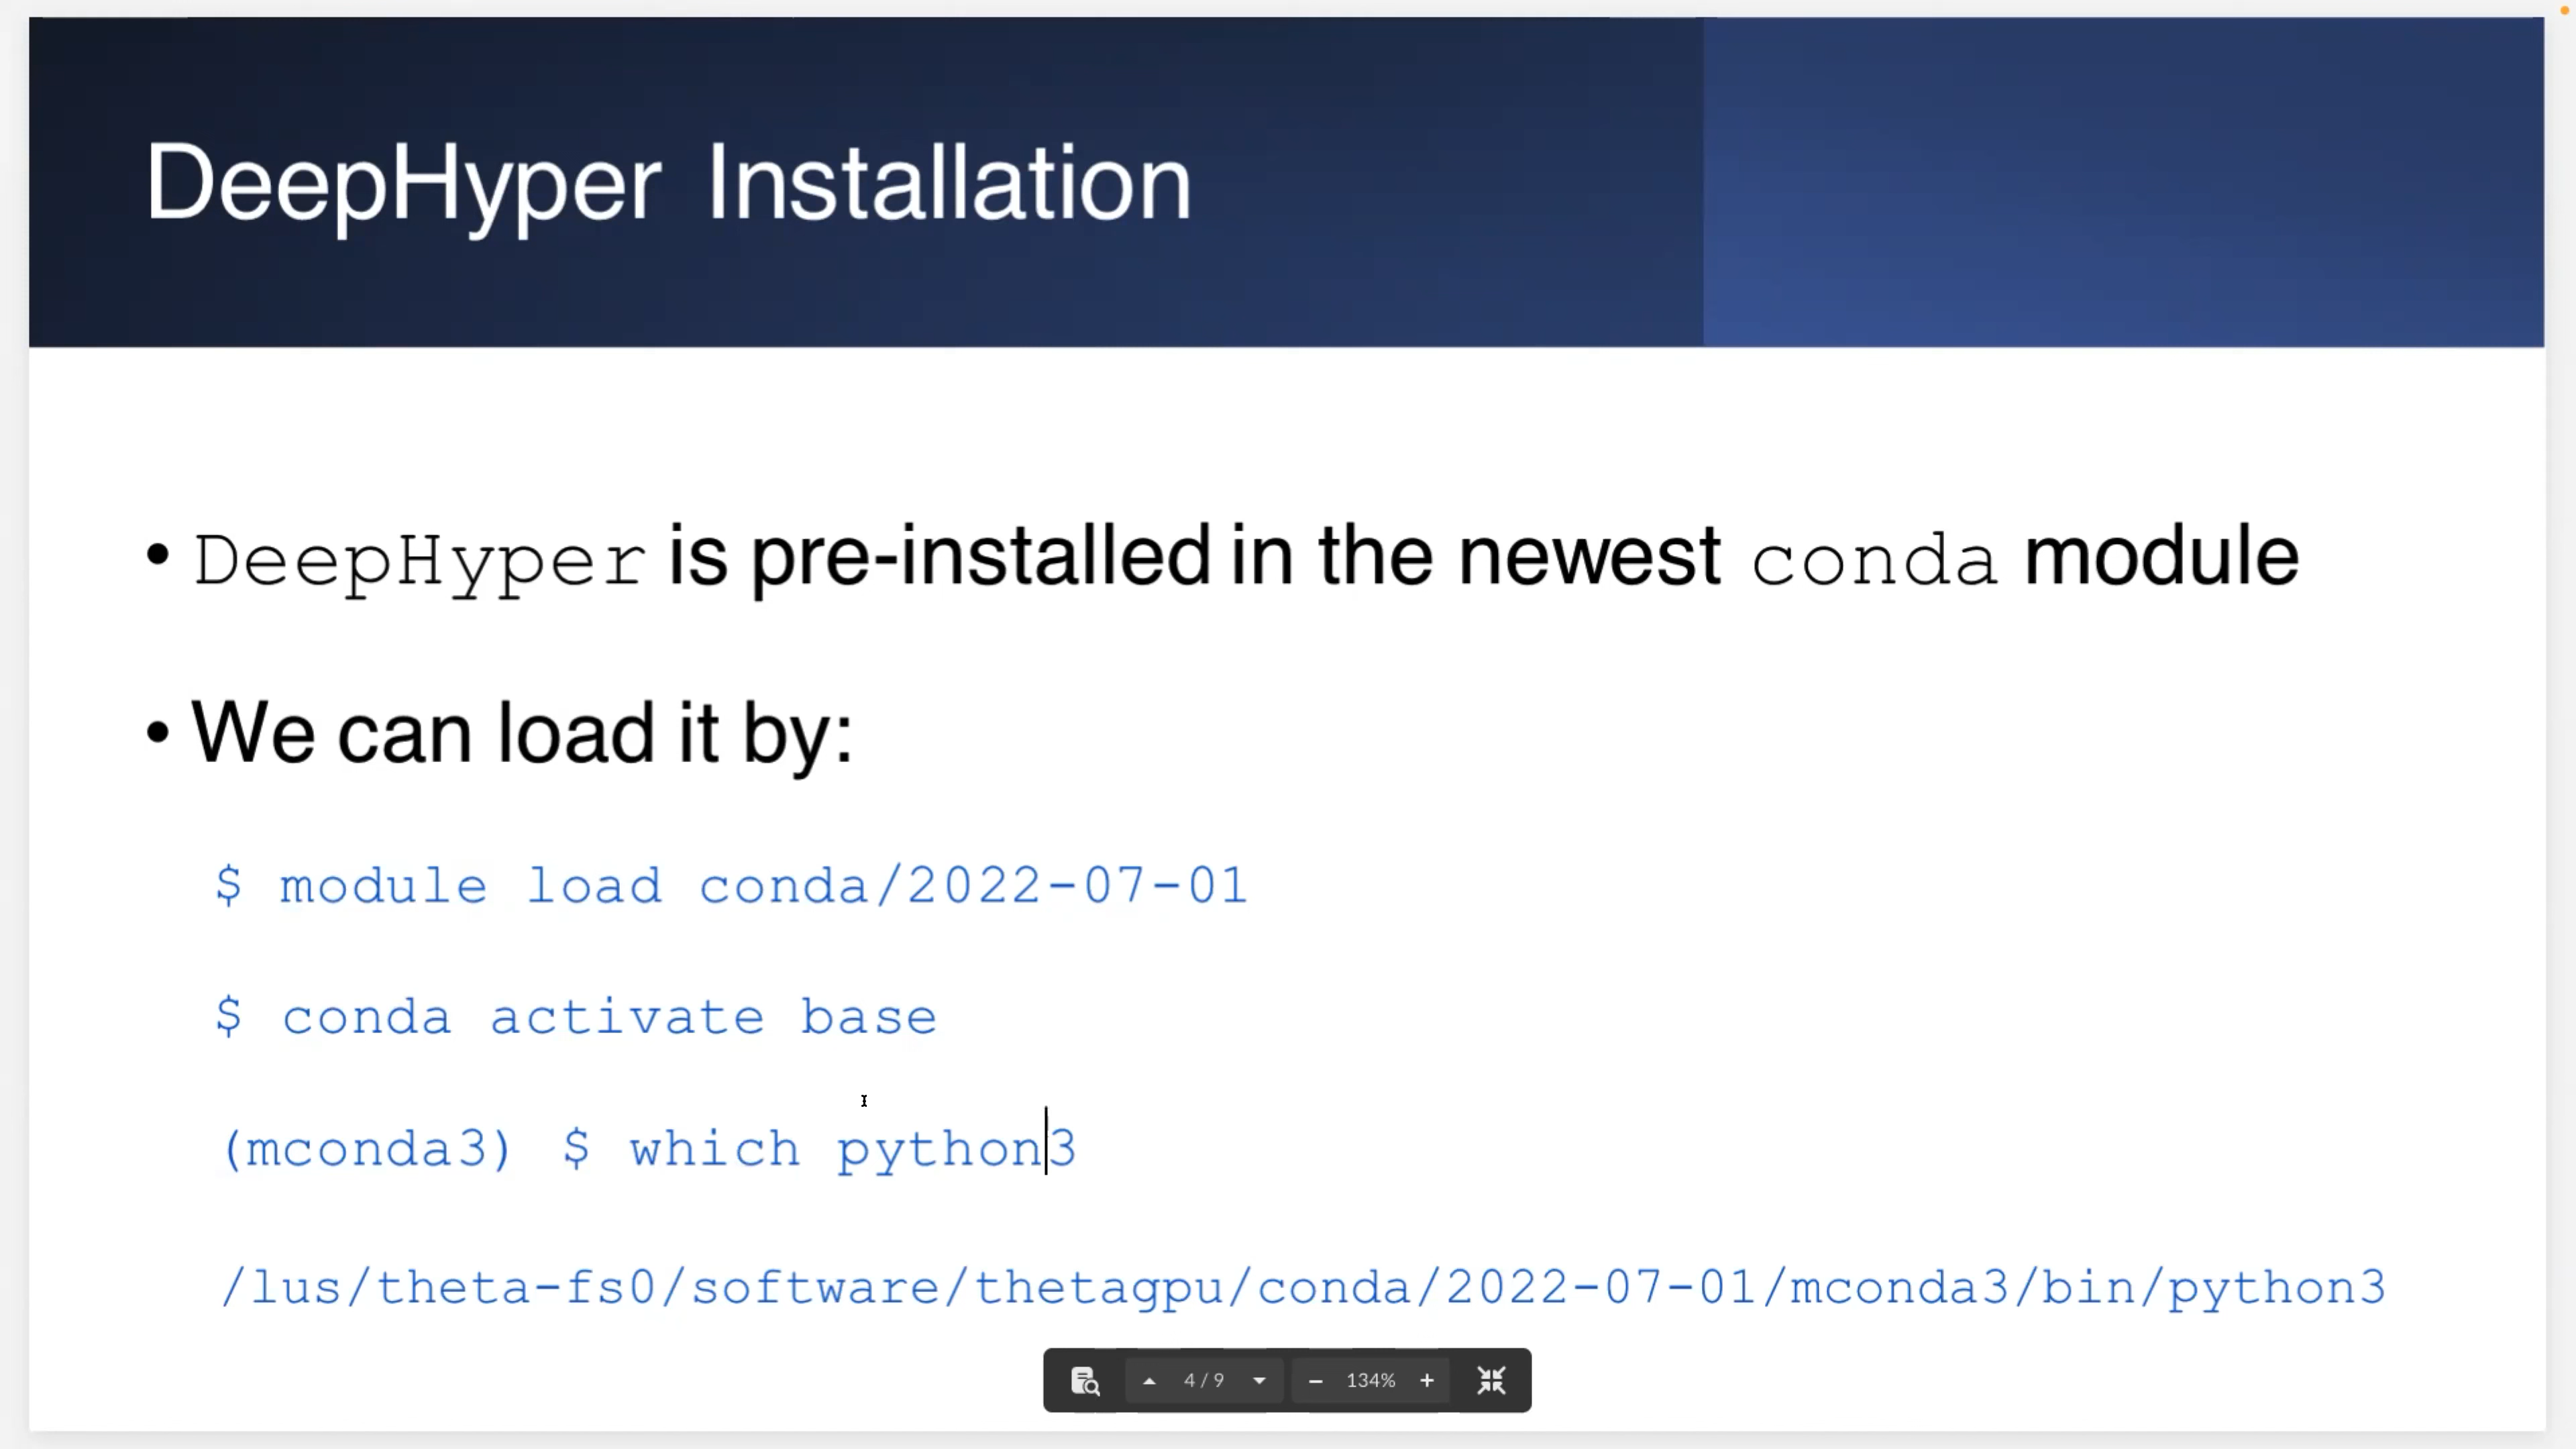 DeepHyper Installation
• DeepHyper is pre-installed in the newest conda module
• We can load it by:
$ module load conda/2022-07-01
$ conda activate base
(mconda3) $ which python3
/lus/theta-fs0/software/thetagpu/conda/2022-07-01/mconda3/bin/python3
4 / 9 − 134% +